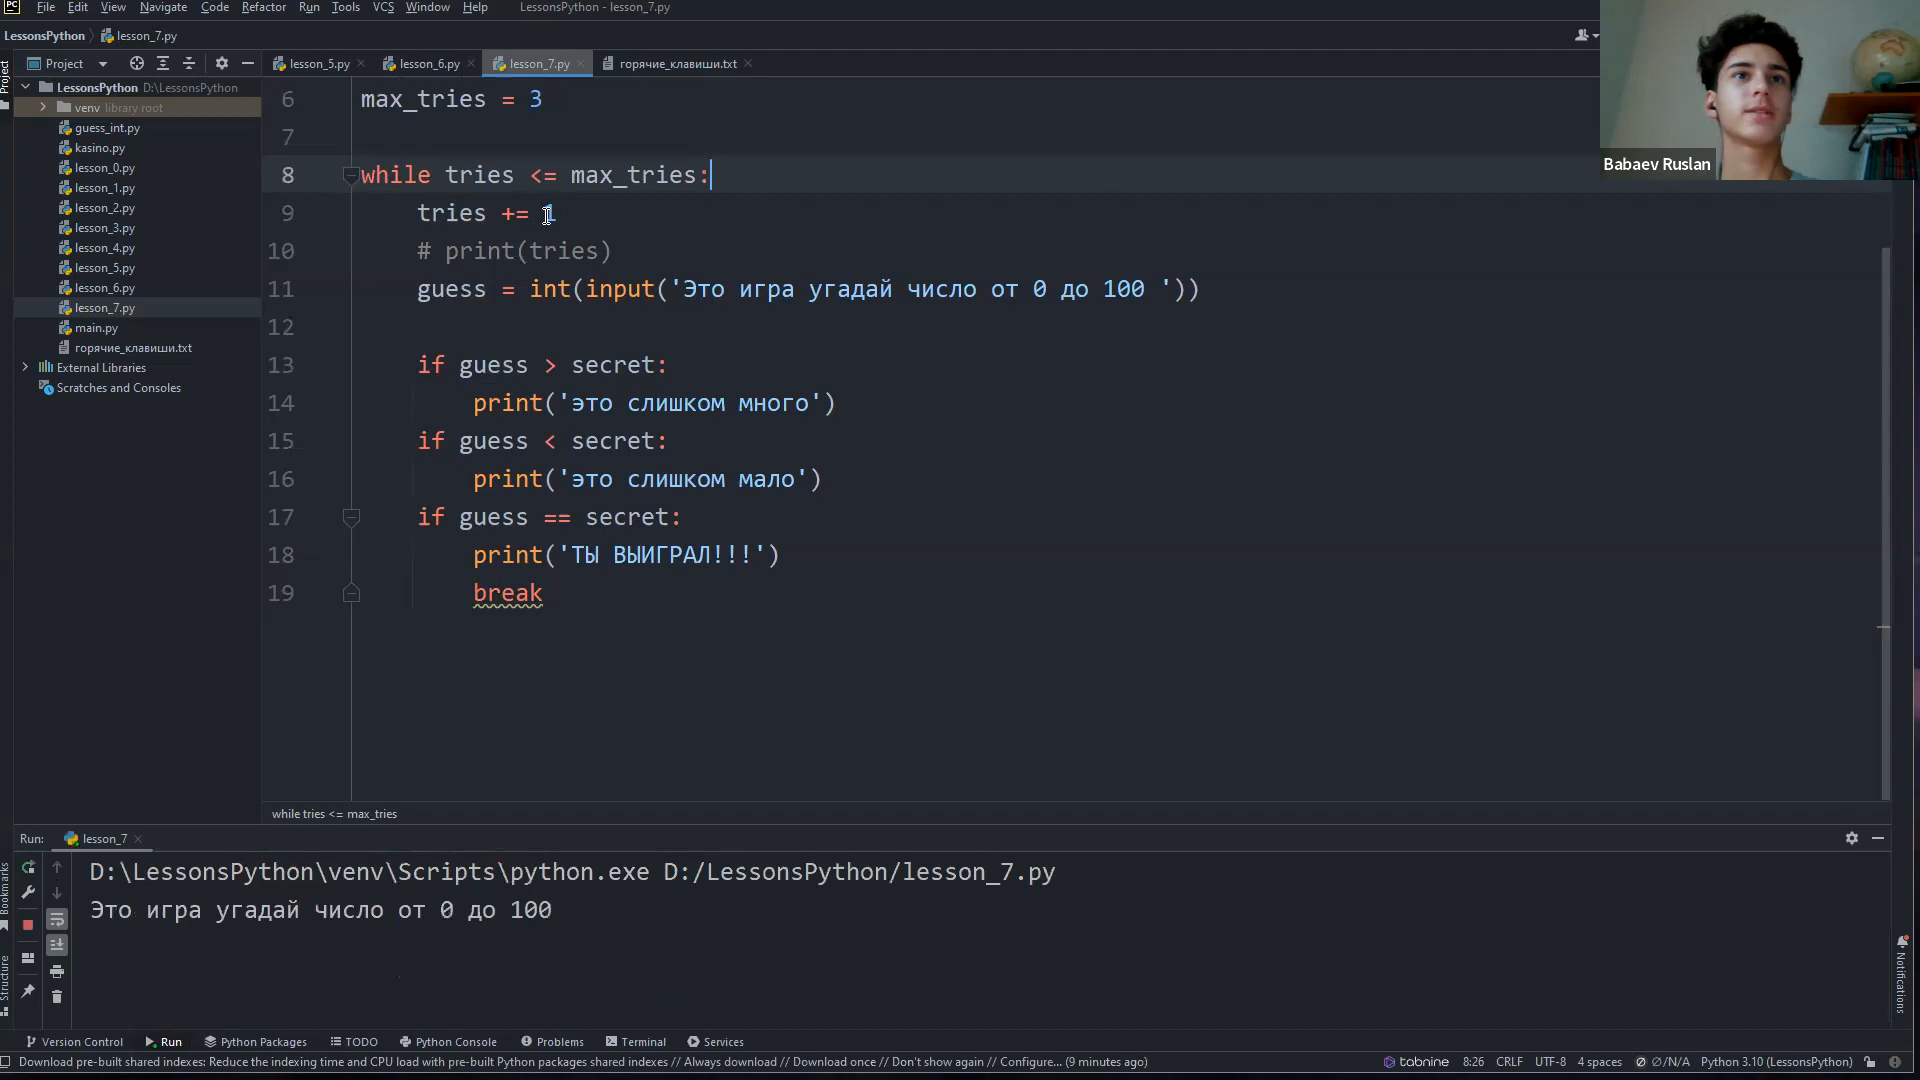 PC File Edit View Navigate Code Refactor Run Tools VCS Window Help LessonsPython - lesson_7.py
LessonsPython lesson_7.py
Project lesson_5.py lesson_6.py lesson_7.py горячие_клавиши.txt
Project
LessonsPython D:\LessonsPython
venv library root
guess_int.py
kasino.py
lesson_0.py
lesson_1.py
lesson_2.py
lesson_3.py
lesson_4.py
lesson_5.py
lesson_6.py
lesson_7.py
main.py
горячие_клавиши.txt
External Libraries
Scratches and Consoles
6 max_tries = 3
7
8 while tries <= max_tries:
9 tries += 1
10 # print(tries)
11 guess = int(input('Это игра угадай число от 0 до 100 '))
12
13 if guess > secret:
14 print('это слишком много')
15 if guess < secret:
16 print('это слишком мало')
17 if guess == secret:
18 print('ТЫ ВЫИГРАЛ!!!')
19 break
Babaev Ruslan
while tries <= max_tries
Run: lesson_7
D:\LessonsPython\venv\Scripts\python.exe D:/LessonsPython/lesson_7.py
Это игра угадай число от 0 до 100
Bookmarks
Structure
Notifications
Version Control Run Python Packages TODO Python Console Problems Terminal Services
Download pre-built shared indexes: Reduce the indexing time and CPU load with pre-built Python packages shared indexes // Always download // Download once // Don't show again // Configure... (9 minutes ago) tabnine 8:26 CRLF UTF-8 4 spaces ∅/N/A Python 3.10 (LessonsPython)